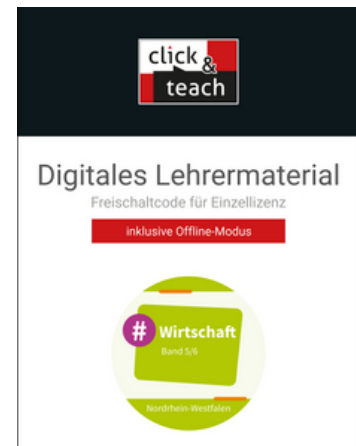 click &
teach
Digitales Lehrermaterial
Freischaltcode für Einzellizenz
inklusive Offline-Modus
# Wirtschaft
Band 5/6
Nordrhein-Westfalen